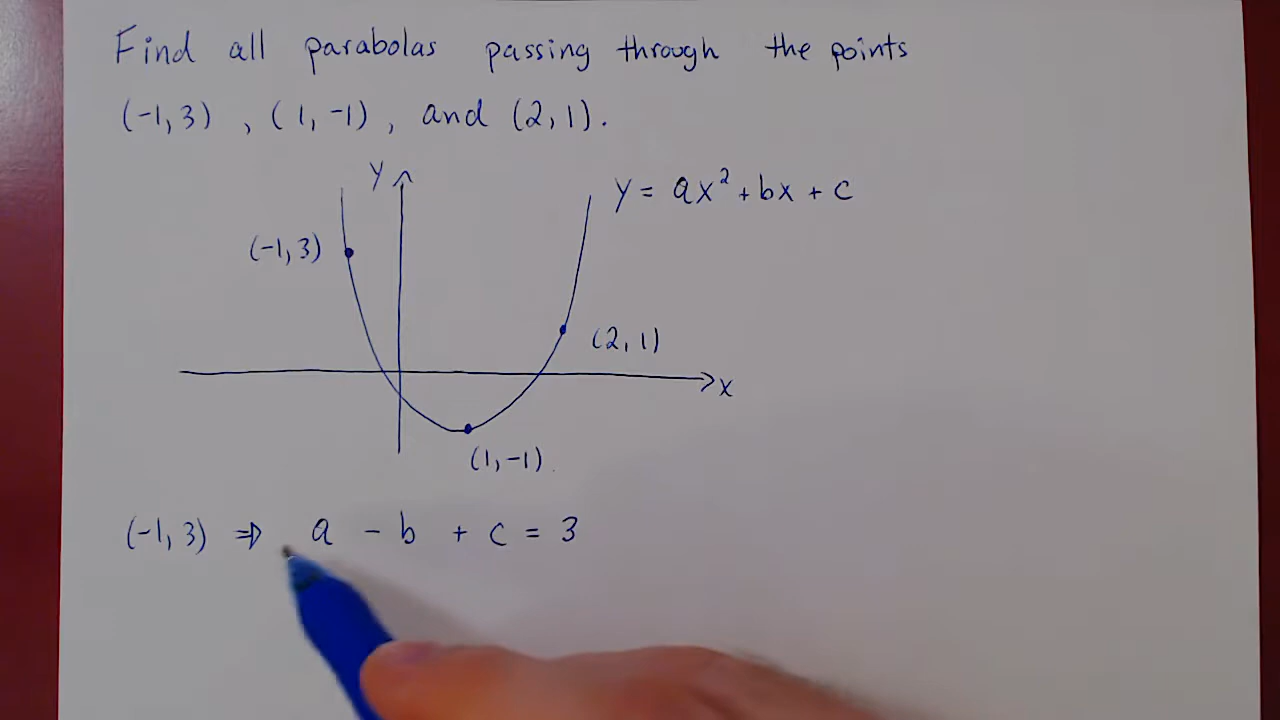 Find all parabolas passing through the points
(-1, 3) , (1, -1) , and (2, 1).
y
y = ax² + bx + c
(-1, 3)
(2, 1)
x
(1, -1)
(-1, 3) ⇒ a - b + c = 3